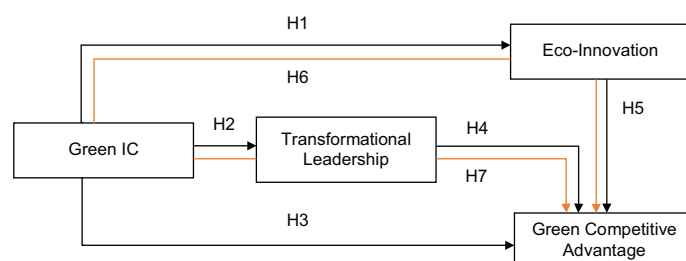 H1
Eco-Innovation
H6
H5
H2
Transformational
Leadership
H4
Green IC
H7
H3
Green Competitive
Advantage